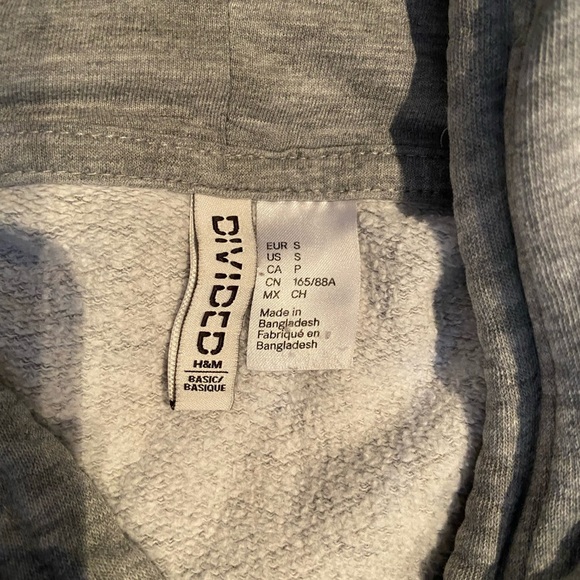 DIVIDED
H&M
BASIC/
BASIQUE
EUR S
US S
CA P
CN 165/88A
MX CH
Made in
Bangladesh
Fabriqué en
Bangladesh